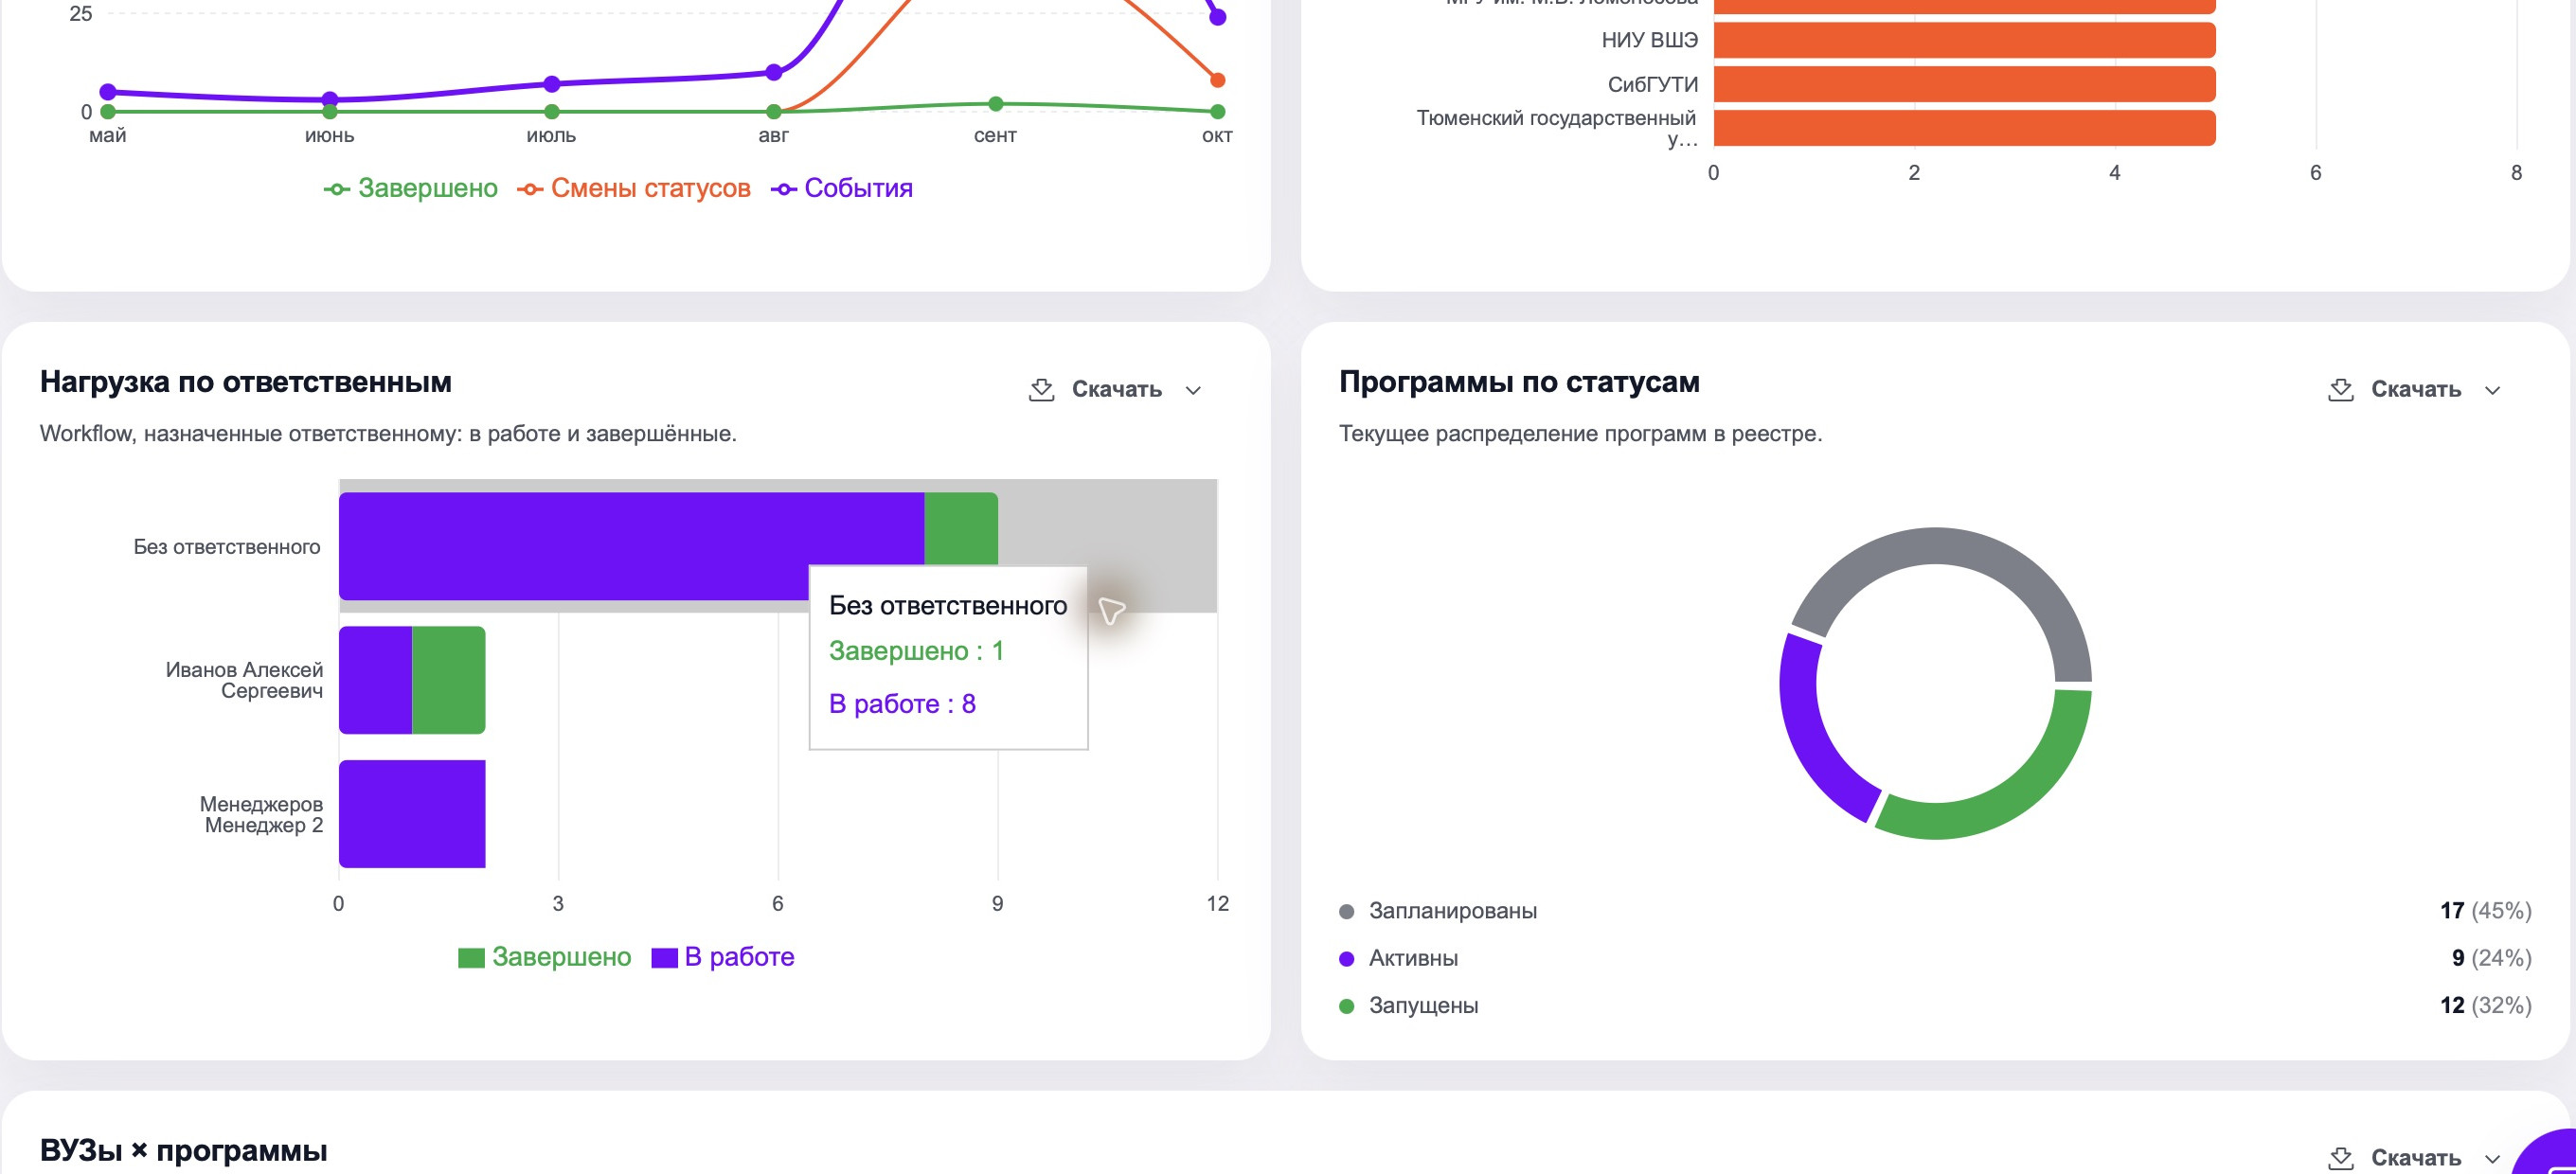 25
0
май июнь июль авг сент окт
Завершено Смены статусов События
МГУ им. М.В. Ломоносова
НИУ ВШЭ
СибГУТИ
Тюменский государственный
у…
0 2 4 6 8
Нагрузка по ответственным
Скачать
Workflow, назначенные ответственному: в работе и завершённые.
Без ответственного
Иванов Алексей
Сергеевич
Менеджеров
Менеджер 2
Без ответственного
Завершено : 1
В работе : 8
0 3 6 9 12
Завершено В работе
Программы по статусам
Скачать
Текущее распределение программ в реестре.
Запланированы 17 (45%)
Активны 9 (24%)
Запущены 12 (32%)
ВУЗы × программы
Скачать